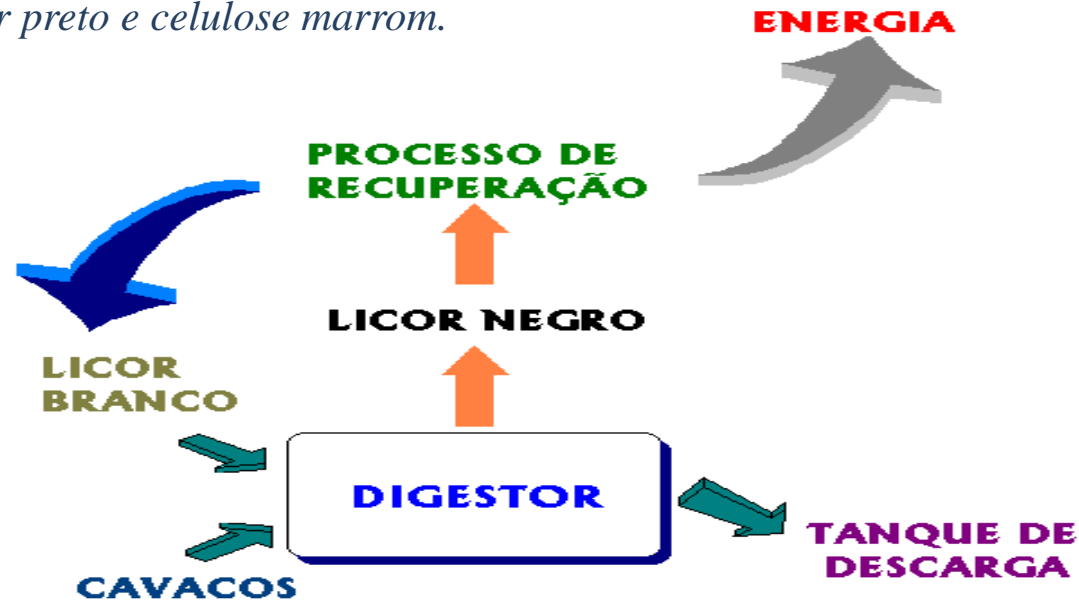 r preto e celulose marrom.
ENERGIA
PROCESSO DE
RECUPERAÇÃO
LICOR NEGRO
LICOR
BRANCO
DIGESTOR
TANQUE DE
DESCARGA
CAVACOS